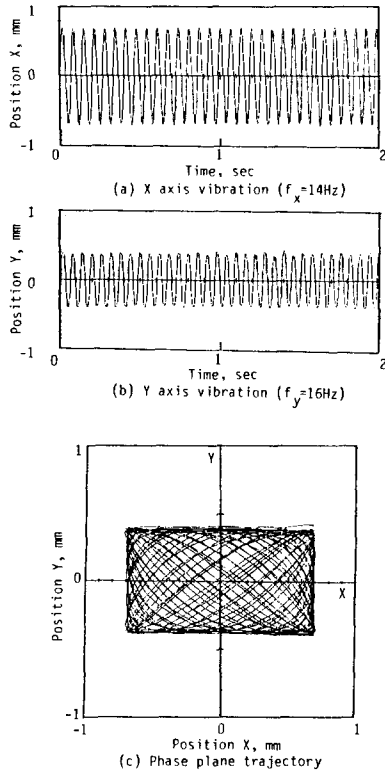 1
Position X, mm
0
-1
0
1
2
Time, sec
(a) X axis vibration (f_x=14Hz)
1
Position Y, mm
0
-1
0
1
2
Time, sec
(b) Y axis vibration (f_y=16Hz)
1
Y
Position Y, mm
0
X
-1
-1
0
1
Position X, mm
(c) Phase plane trajectory